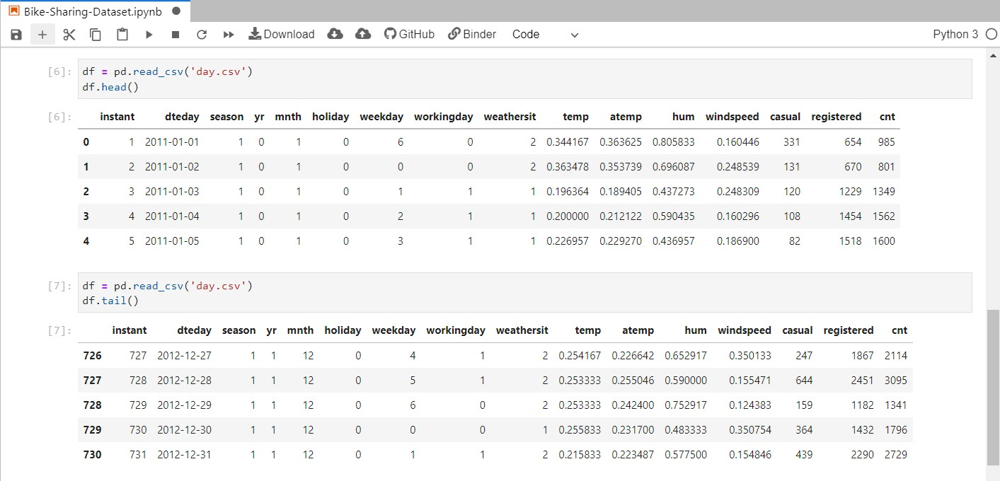 Bike-Sharing-Dataset.ipynb
Download GitHub Binder Code Python 3
[6]: df = pd.read_csv('day.csv')
df.head()
[6]: instant dteday season yr mnth holiday weekday workingday weathersit temp atemp hum windspeed casual registered cnt
0 1 2011-01-01 1 0 1 0 6 0 2 0.344167 0.363625 0.805833 0.160446 331 654 985
1 2 2011-01-02 1 0 1 0 0 0 2 0.363478 0.353739 0.696087 0.248539 131 670 801
2 3 2011-01-03 1 0 1 0 1 1 1 0.196364 0.189405 0.437273 0.248309 120 1229 1349
3 4 2011-01-04 1 0 1 0 2 1 1 0.200000 0.212122 0.590435 0.160296 108 1454 1562
4 5 2011-01-05 1 0 1 0 3 1 1 0.226957 0.229270 0.436957 0.186900 82 1518 1600
[7]: df = pd.read_csv('day.csv')
df.tail()
[7]: instant dteday season yr mnth holiday weekday workingday weathersit temp atemp hum windspeed casual registered cnt
726 727 2012-12-27 1 1 12 0 4 1 2 0.254167 0.226642 0.652917 0.350133 247 1867 2114
727 728 2012-12-28 1 1 12 0 5 1 2 0.253333 0.255046 0.590000 0.155471 644 2451 3095
728 729 2012-12-29 1 1 12 0 6 0 2 0.253333 0.242400 0.752917 0.124383 159 1182 1341
729 730 2012-12-30 1 1 12 0 0 0 1 0.255833 0.231700 0.483333 0.350754 364 1432 1796
730 731 2012-12-31 1 1 12 0 1 1 2 0.215833 0.223487 0.577500 0.154846 439 2290 2729